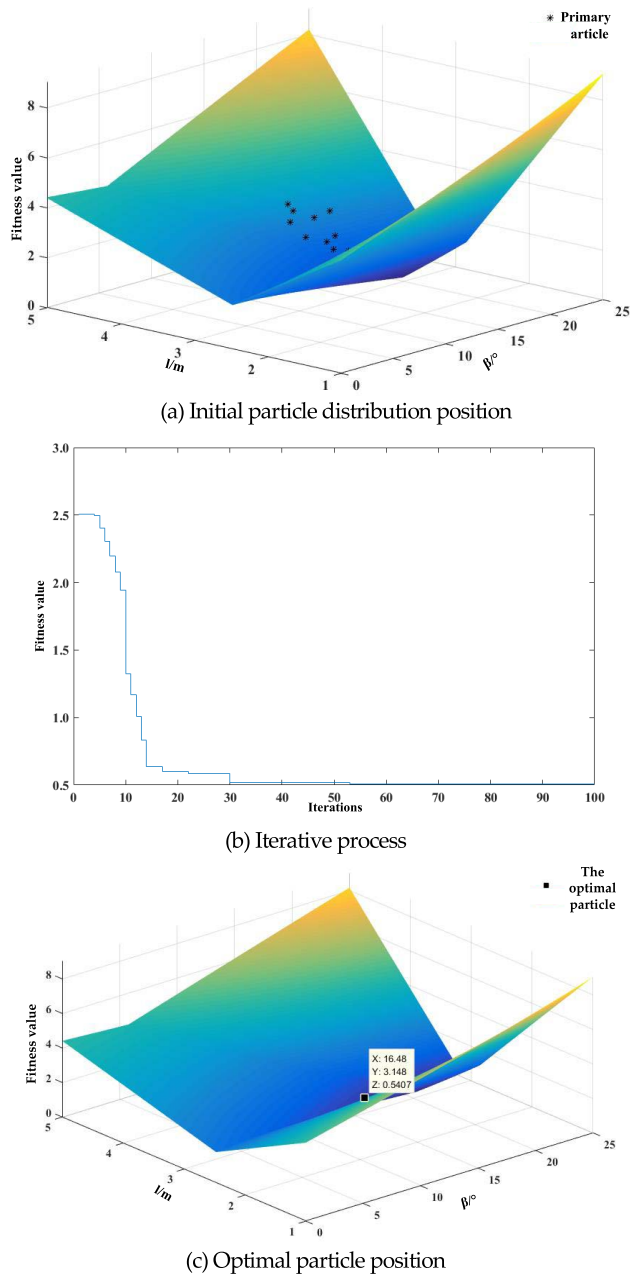 Primary
article
8
6
4
2
0
Fitness value
5
4
3
2
1
l/m
0
5
10
15
20
25
β/°
(a) Initial particle distribution position
3.0
2.5
2.0
1.5
1.0
0.5
Fitness value
0 10 20 30 40 50 60 70 80 90 100
Iterations
(b) Iterative process
The
optimal
particle
8
6
4
2
0
Fitness value
X: 16.48
Y: 3.148
Z: 0.5407
5
4
3
2
1
l/m
0
5
10
15
20
25
β/°
(c) Optimal particle position